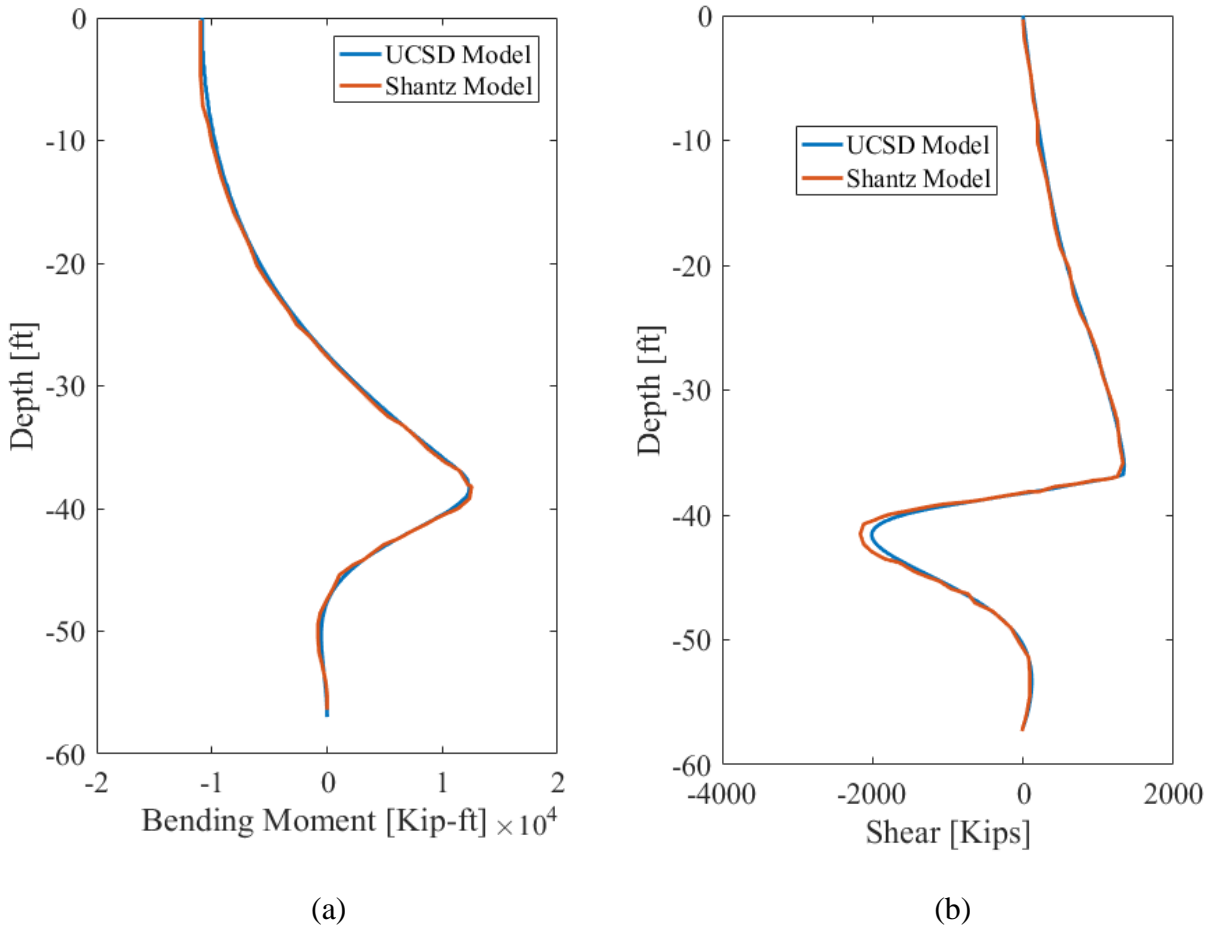 0
-10
-20
-30
-40
-50
-60
Depth [ft]
UCSD Model
Shantz Model
-2
-1
0
1
2
Bending Moment [Kip-ft] ×10^4
(a)
0
-10
-20
-30
-40
-50
-60
Depth [ft]
UCSD Model
Shantz Model
-4000
-2000
0
2000
Shear [Kips]
(b)